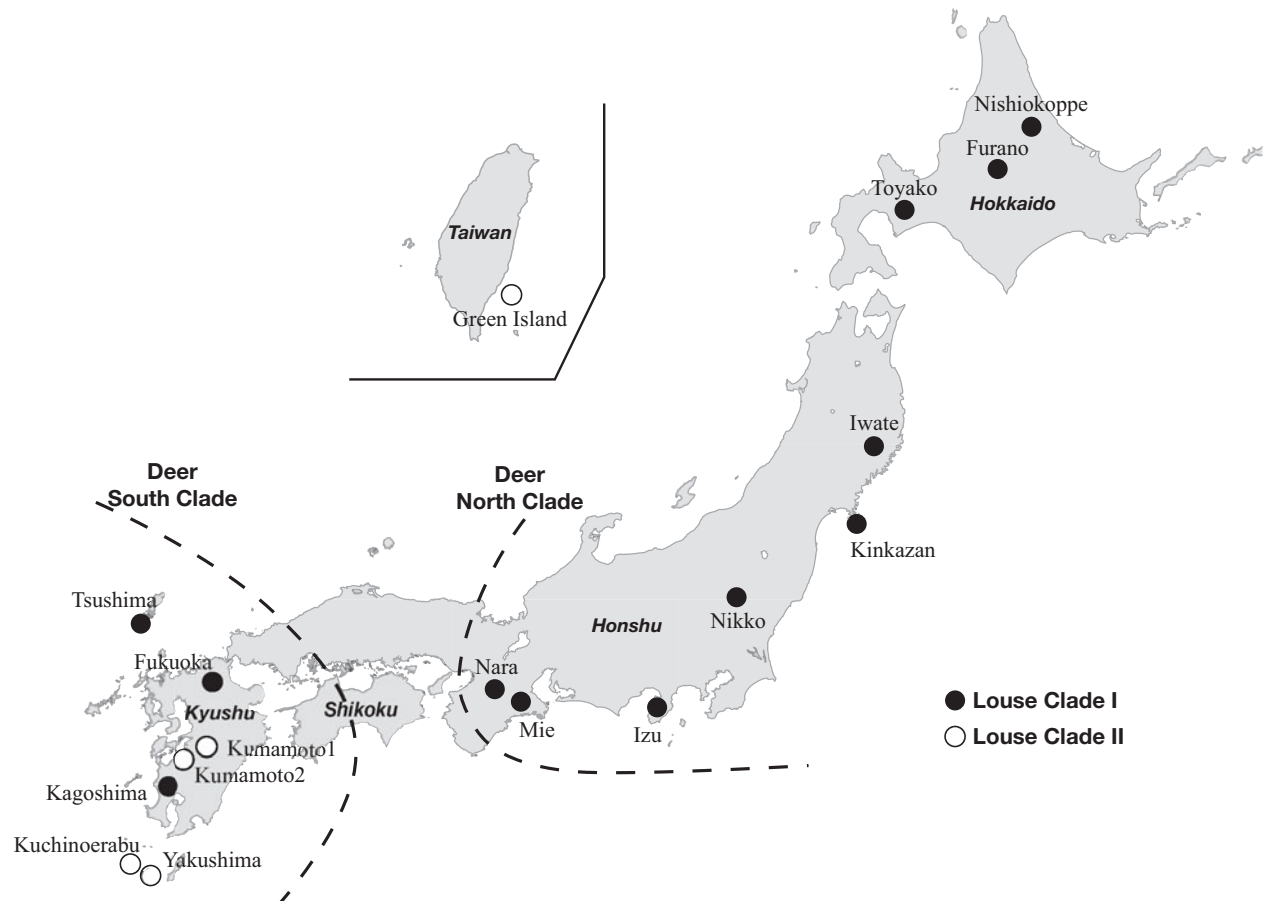 Nishiokoppe
Furano
Toyako
Hokkaido
Taiwan
Green Island
Iwate
Deer
South Clade
Deer
North Clade
Kinkazan
Tsushima
Nikko
Honshu
Fukuoka
Nara
Kyushu
Shikoku
Mie
Izu
Louse Clade I
Louse Clade II
Kumamoto1
Kumamoto2
Kagoshima
Kuchinoerabu
Yakushima